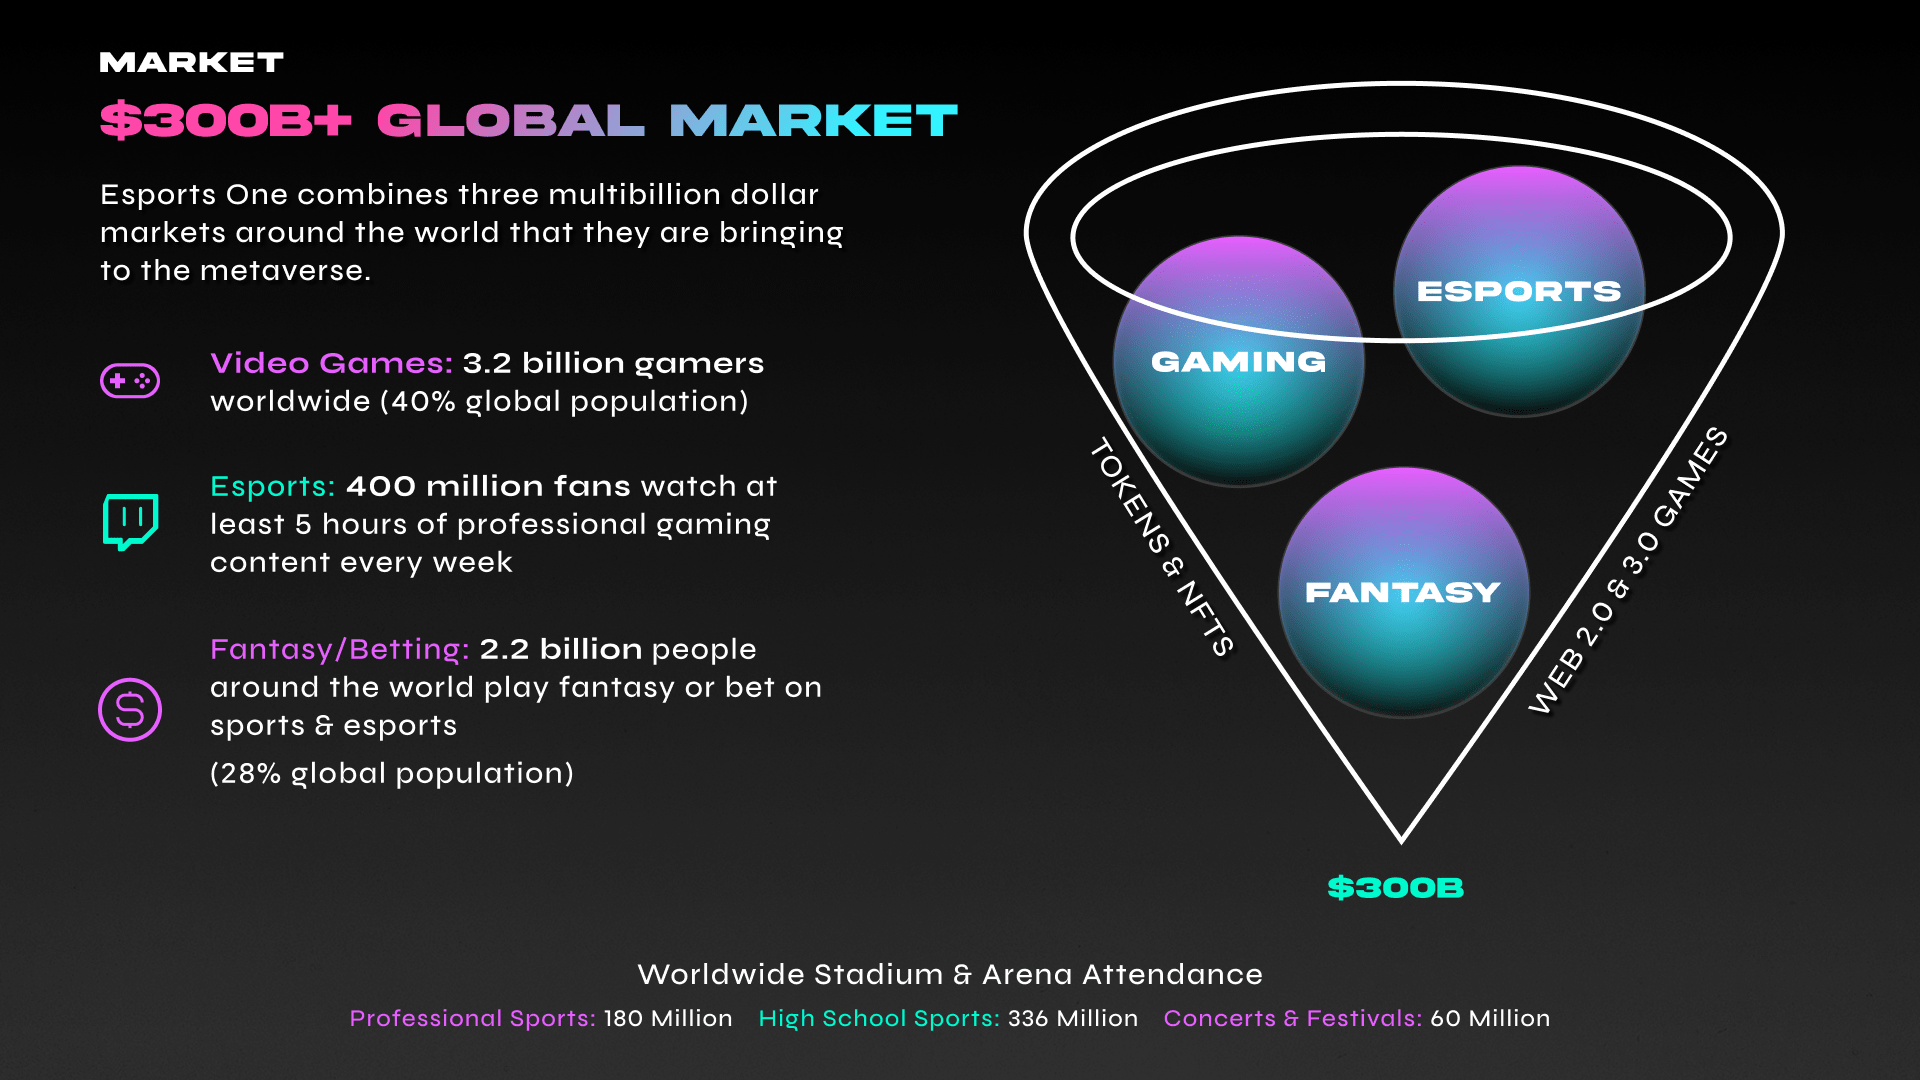 MARKET
$300B+ GLOBAL MARKET
Esports One combines three multibillion dollar
markets around the world that they are bringing
to the metaverse.
Video Games: 3.2 billion gamers
worldwide (40% global population)
Esports: 400 million fans watch at
least 5 hours of professional gaming
content every week
Fantasy/Betting: 2.2 billion people
around the world play fantasy or bet on
sports & esports
(28% global population)
ESPORTS
GAMING
FANTASY
TOKENS & NFTS
WEB 2.0 & 3.0 GAMES
$300B
Worldwide Stadium & Arena Attendance
Professional Sports: 180 Million High School Sports: 336 Million Concerts & Festivals: 60 Million